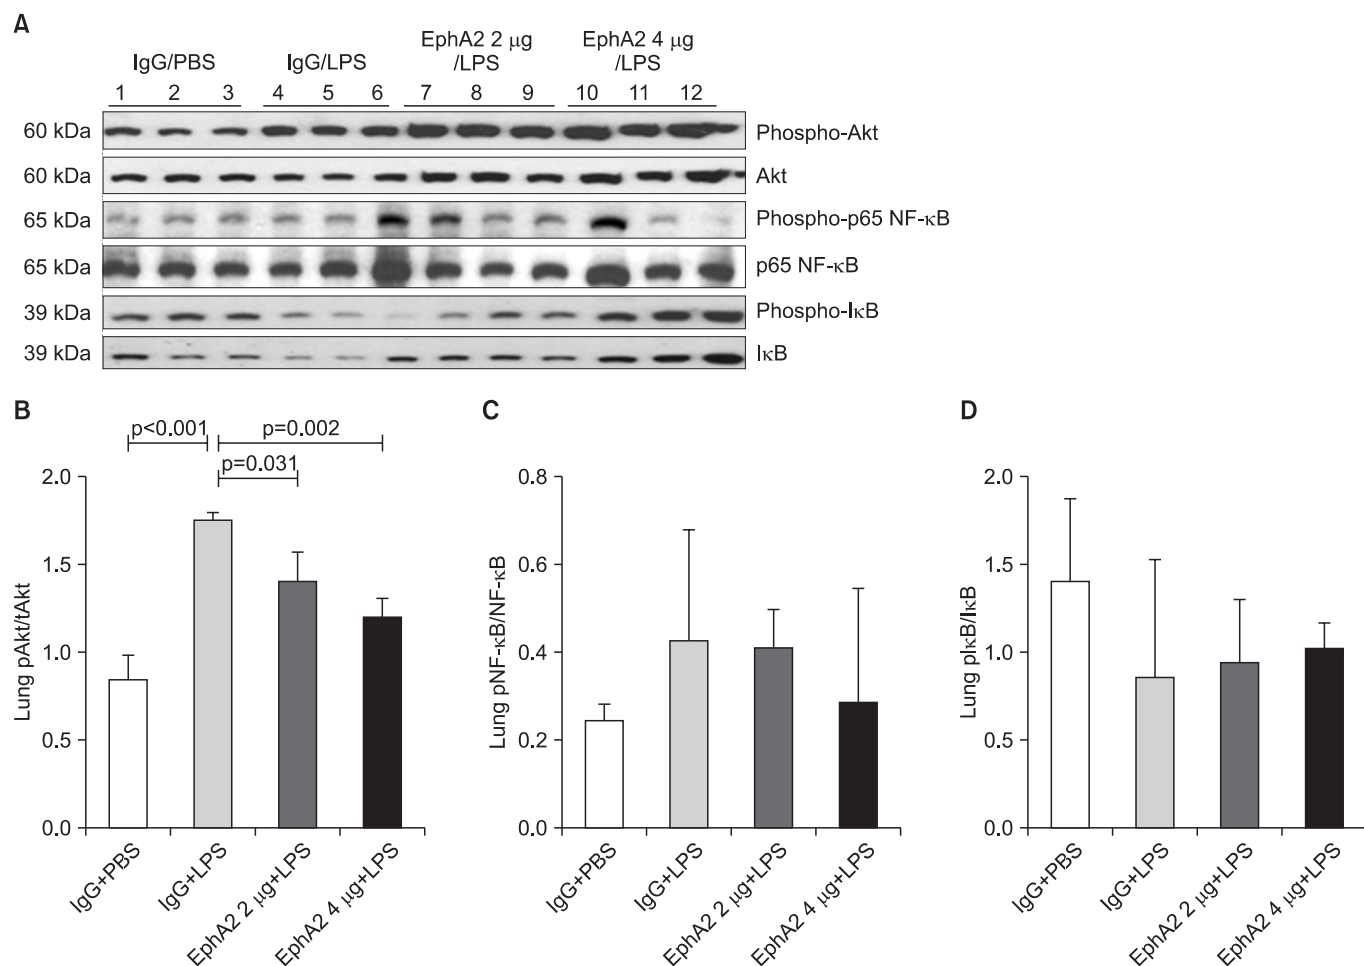 A
EphA2 2 μg EphA2 4 μg
IgG/PBS IgG/LPS /LPS /LPS
1 2 3 4 5 6 7 8 9 10 11 12
60 kDa Phospho-Akt
60 kDa Akt
65 kDa Phospho-p65 NF-κB
65 kDa p65 NF-κB
39 kDa Phospho-IκB
39 kDa IκB
B
p<0.001 p=0.002
p=0.031
2.0
1.5
1.0
0.5
0.0
Lung pAkt/tAkt
IgG+PBS
IgG+LPS
EphA2 2 μg+LPS
EphA2 4 μg+LPS
C
0.8
0.6
0.4
0.2
0.0
Lung pNF-κB/NF-κB
IgG+PBS
IgG+LPS
EphA2 2 μg+LPS
EphA2 4 μg+LPS
D
2.0
1.5
1.0
0.5
0.0
Lung pIκB/IκB
IgG+PBS
IgG+LPS
EphA2 2 μg+LPS
EphA2 4 μg+LPS